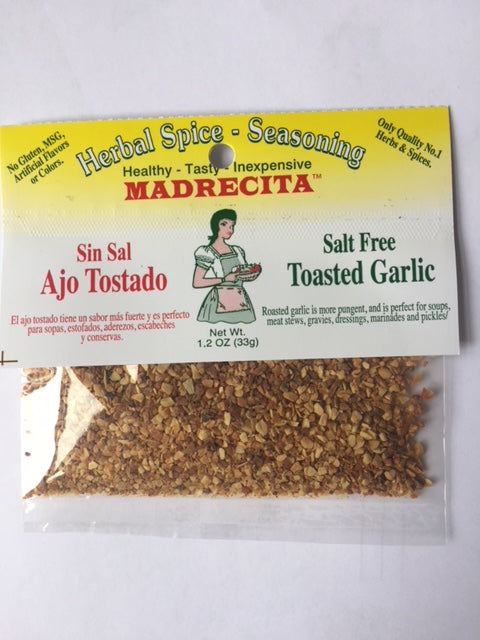 No Gluten, MSG,
Artificial Flavors
or Colors.
Herbal Spice - Seasoning
Only Quality No.1
Herbs & Spices.
Healthy - Tasty - Inexpensive
MADRECITA™
Sin Sal
Ajo Tostado
El ajo tostado tiene un sabor más fuerte y es perfecto
para sopas, estofados, aderezos, escabeches
y conservas.
Salt Free
Toasted Garlic
Roasted garlic is more pungent, and is perfect for soups,
meat stews, gravies, dressings, marinades and pickles/
Net Wt.
1.2 OZ (33g)